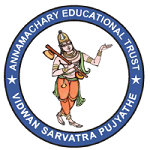 ANNAMACHARY EDUCATIONAL TRUST
VIDWAN SARVATRA PUJYATHE